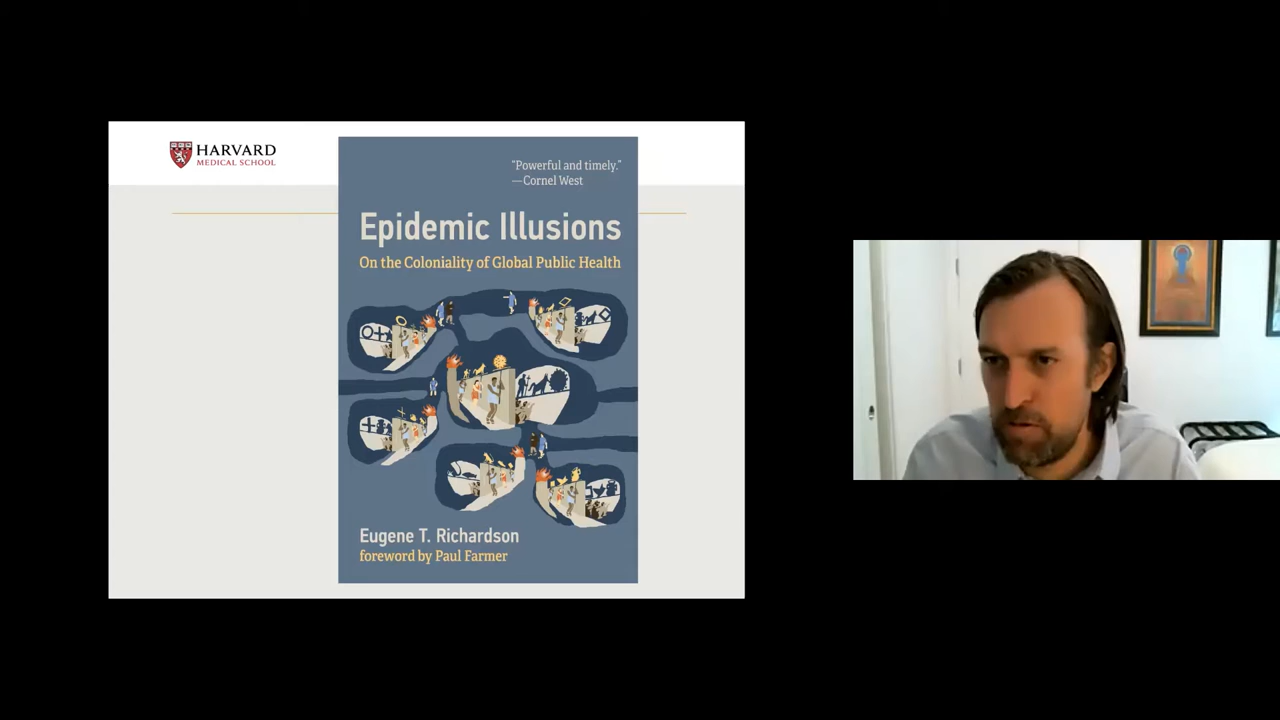 HARVARD
MEDICAL SCHOOL
“Powerful and timely.”
—Cornel West
Epidemic Illusions
On the Coloniality of Global Public Health
Eugene T. Richardson
foreword by Paul Farmer